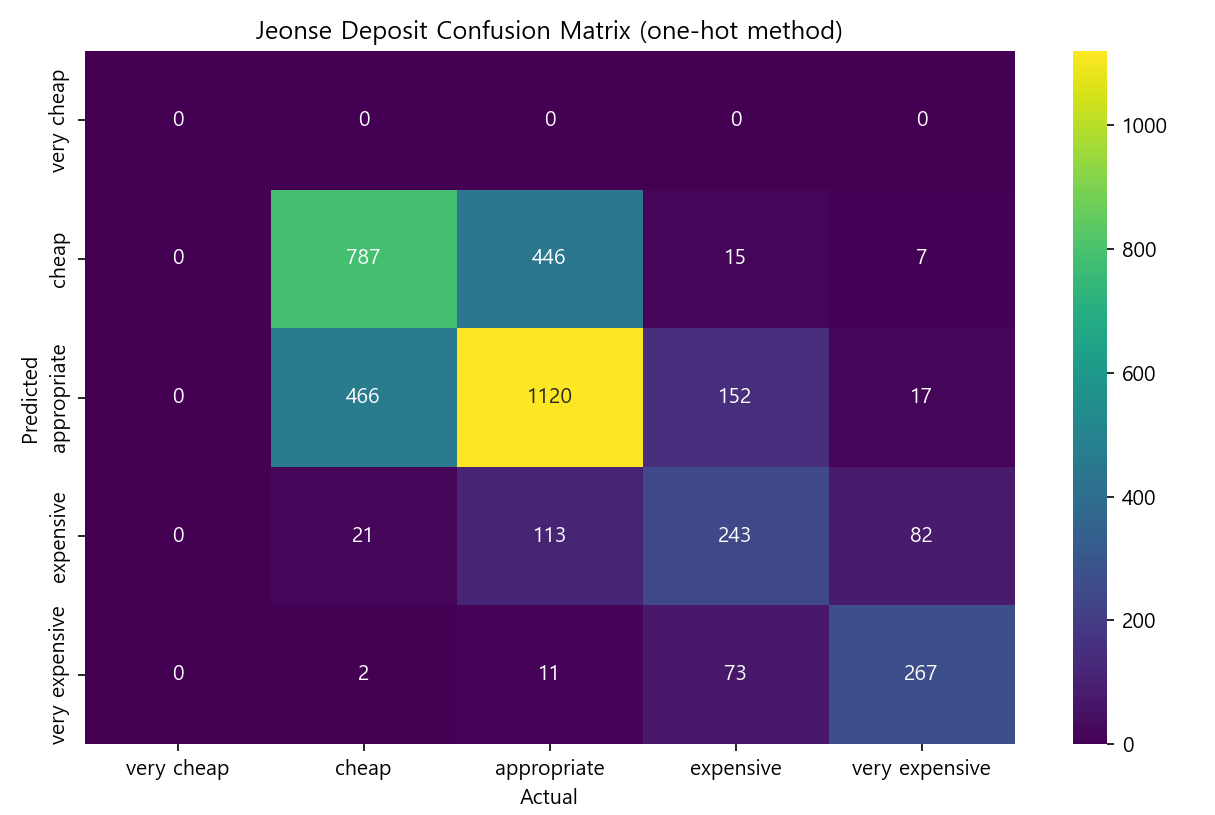 Jeonse Deposit Confusion Matrix (one-hot method)
Predicted
very cheap
0 0 0 0 0
cheap
0 787 446 15 7
appropriate
0 466 1120 152 17
expensive
0 21 113 243 82
very expensive
0 2 11 73 267
very cheap cheap appropriate expensive very expensive
Actual
1000
800
600
400
200
0